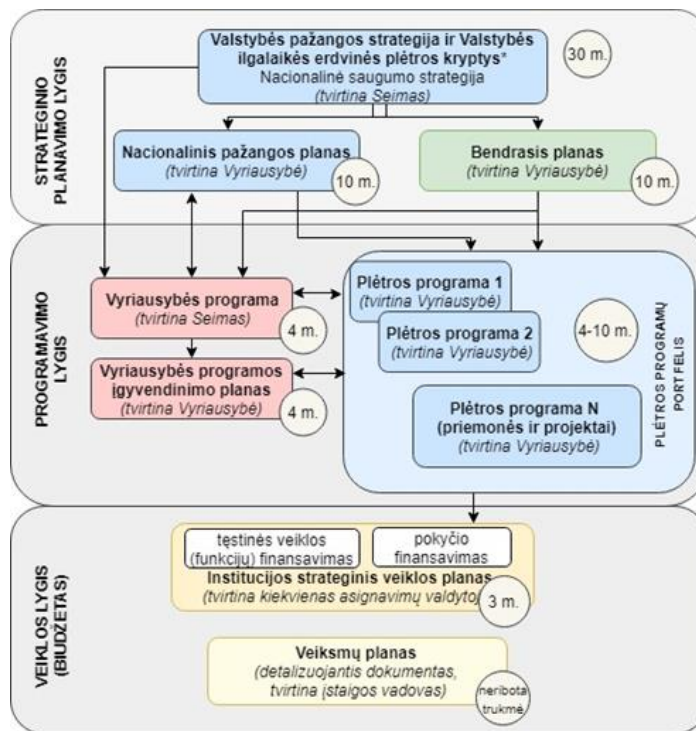 STRATEGINIO
PLANAVIMO LYGIS
Valstybės pažangos strategija ir Valstybės
ilgalaikės erdvinės plėtros kryptys*
Nacionalinė saugumo strategija
(tvirtina Seimas)
30 m.
Nacionalinis pažangos planas
(tvirtina Vyriausybė)
10 m.
Bendrasis planas
(tvirtina Vyriausybė)
10 m.
PROGRAMAVIMO
LYGIS
Vyriausybės programa
(tvirtina Seimas)
4 m.
Vyriausybės programos
įgyvendinimo planas
(tvirtina Vyriausybė)
4 m.
Plėtros programa 1
(tvirtina Vyriausybė)
Plėtros programa 2
(tvirtina Vyriausybė)
4-10 m.
Plėtros programa N
(priemonės ir projektai)
(tvirtina Vyriausybė)
PLĖTROS PROGRAMŲ
PORTFELIS
VEIKLOS LYGIS
(BIUDŽETAS)
tęstinės veiklos
(funkcijų) finansavimas
pokyčio
finansavimas
Institucijos strateginis veiklos planas
(tvirtina kiekvienas asignavimų valdytoj
3 m.
Veiksmų planas
(detalizuojantis dokumentas,
tvirtina įstaigos vadovas)
neribota
trukmė